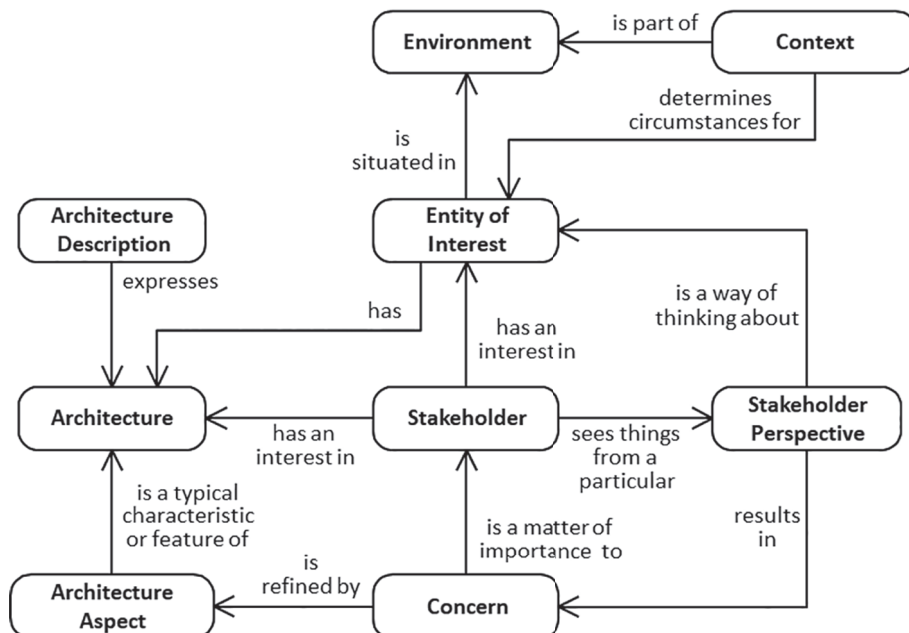 Environment
is part of
Context
determines
circumstances for
is
situated in
Architecture
Description
Entity of
Interest
expresses
has
has an
interest in
is a way of
thinking about
Architecture
has an
interest in
Stakeholder
sees things
from a
particular
Stakeholder
Perspective
is a typical
characteristic
or feature of
is a matter of
importance to
results
in
is
refined by
Architecture
Aspect
Concern